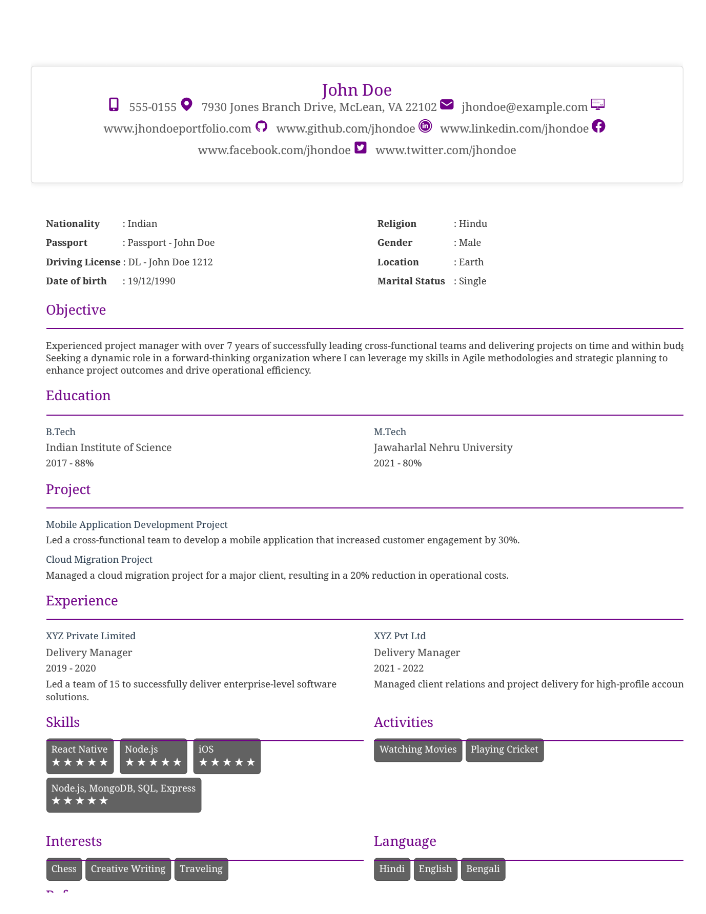 John Doe
555-0155 7930 Jones Branch Drive, McLean, VA 22102 jhondoe@example.com
www.jhondoeportfolio.com www.github.com/jhondoe www.linkedin.com/jhondoe
www.facebook.com/jhondoe www.twitter.com/jhondoe
Nationality : Indian
Religion : Hindu
Passport : Passport - John Doe
Gender : Male
Driving License : DL - John Doe 1212
Location : Earth
Date of birth : 19/12/1990
Marital Status : Single
Objective
Experienced project manager with over 7 years of successfully leading cross-functional teams and delivering projects on time and within
Seeking a dynamic role in a forward-thinking organization where I can leverage my skills in Agile methodologies and strategic planning to
enhance project outcomes and drive operational efficiency.
Education
B.Tech
Indian Institute of Science
2017 - 88%
M.Tech
Jawaharlal Nehru University
2021 - 80%
Project
Mobile Application Development Project
Led a cross-functional team to develop a mobile application that increased customer engagement by 30%.
Cloud Migration Project
Managed a cloud migration project for a major client, resulting in a 20% reduction in operational costs.
Experience
XYZ Private Limited
Delivery Manager
2019 - 2020
Led a team of 15 to successfully deliver enterprise-level software
solutions.
XYZ Pvt Ltd
Delivery Manager
2021 - 2022
Managed client relations and project delivery for high-profile accoun
Skills
React Native
★★★★★
Node.js
★★★★★
iOS
★★★★★
Node.js, MongoDB, SQL, Express
★★★★★
Activities
Watching Movies
Playing Cricket
Interests
Chess
Creative Writing
Traveling
Language
Hindi
English
Bengali